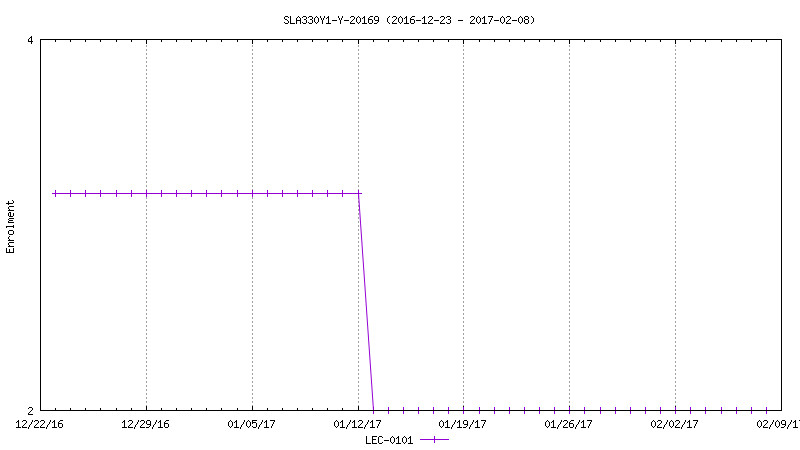 SLA330Y1-Y-20169 (2016-12-23 - 2017-02-08)
4
Enrolment
2
12/22/16 12/29/16 01/05/17 01/12/17 01/19/17 01/26/17 02/02/17 02/09/1
LEC-0101